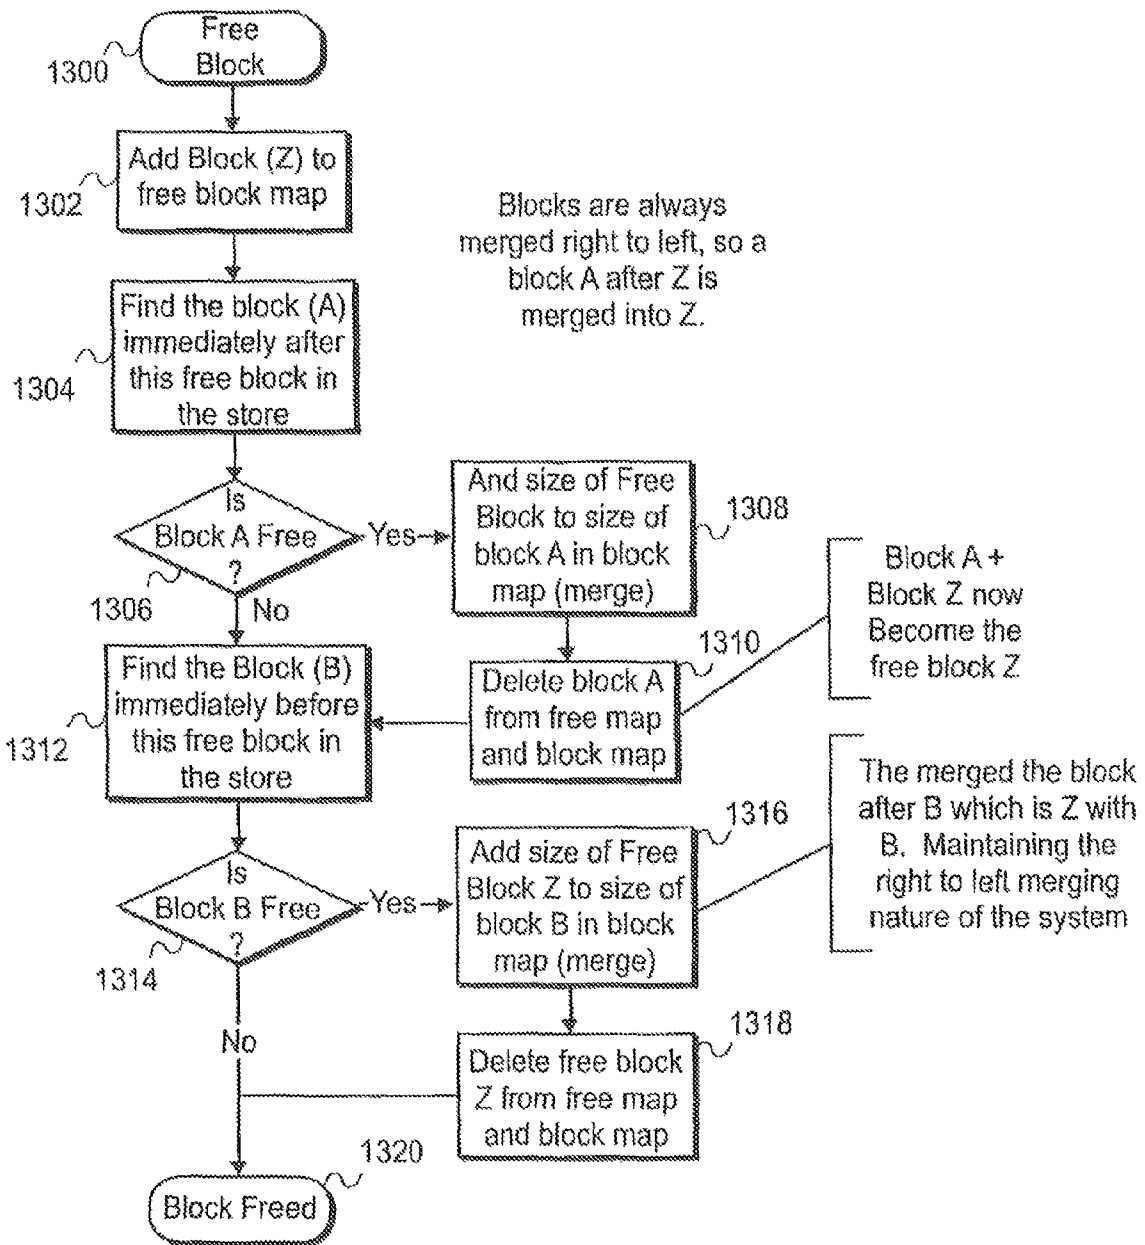 Free
Block
1300
Add Block (Z) to
free block map
1302
Blocks are always
merged right to left, so a
block A after Z is
merged into Z.
Find the block (A)
immediately after
this free block in
the store
1304
Is
Block A Free
?
1306
Yes
No
And size of Free
Block to size of
block A in block
map (merge)
1308
Block A +
Block Z now
Become the
free block Z
1310
Delete block A
from free map
and block map
Find the Block (B)
immediately before
this free block in
the store
1312
The merged the block
after B which is Z with
B. Maintaining the
right to left merging
nature of the system
1316
Add size of Free
Block Z to size of
block B in block
map (merge)
Is
Block B Free
?
1314
Yes
No
1318
Delete free block
Z from free map
and block map
1320
Block Freed